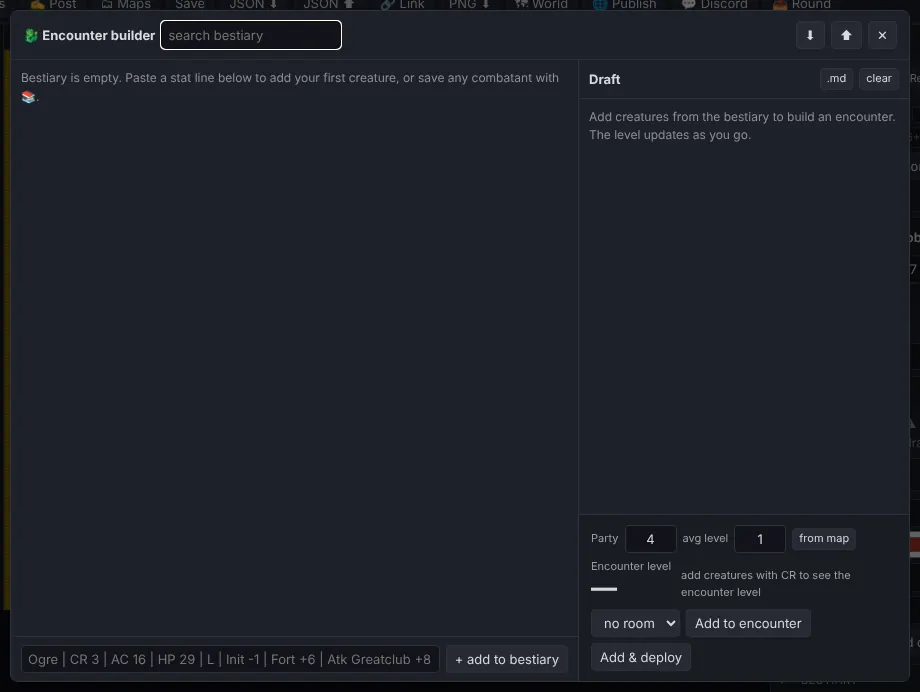 Post Maps Save JSON ⬇ JSON ⬆ Link PNG ⬇ World Publish Discord Round
🐉 Encounter builder search bestiary ⬇ ⬆ ✕
Bestiary is empty. Paste a stat line below to add your first creature, or save any combatant with
📚.
Draft .md clear
Add creatures from the bestiary to build an encounter.
The level updates as you go.
Party 4 avg level 1 from map
Encounter level
—
add creatures with CR to see the
encounter level
no room Add to encounter
Add & deploy
Ogre | CR 3 | AC 16 | HP 29 | L | Init -1 | Fort +6 | Atk Greatclub +8 + add to bestiary